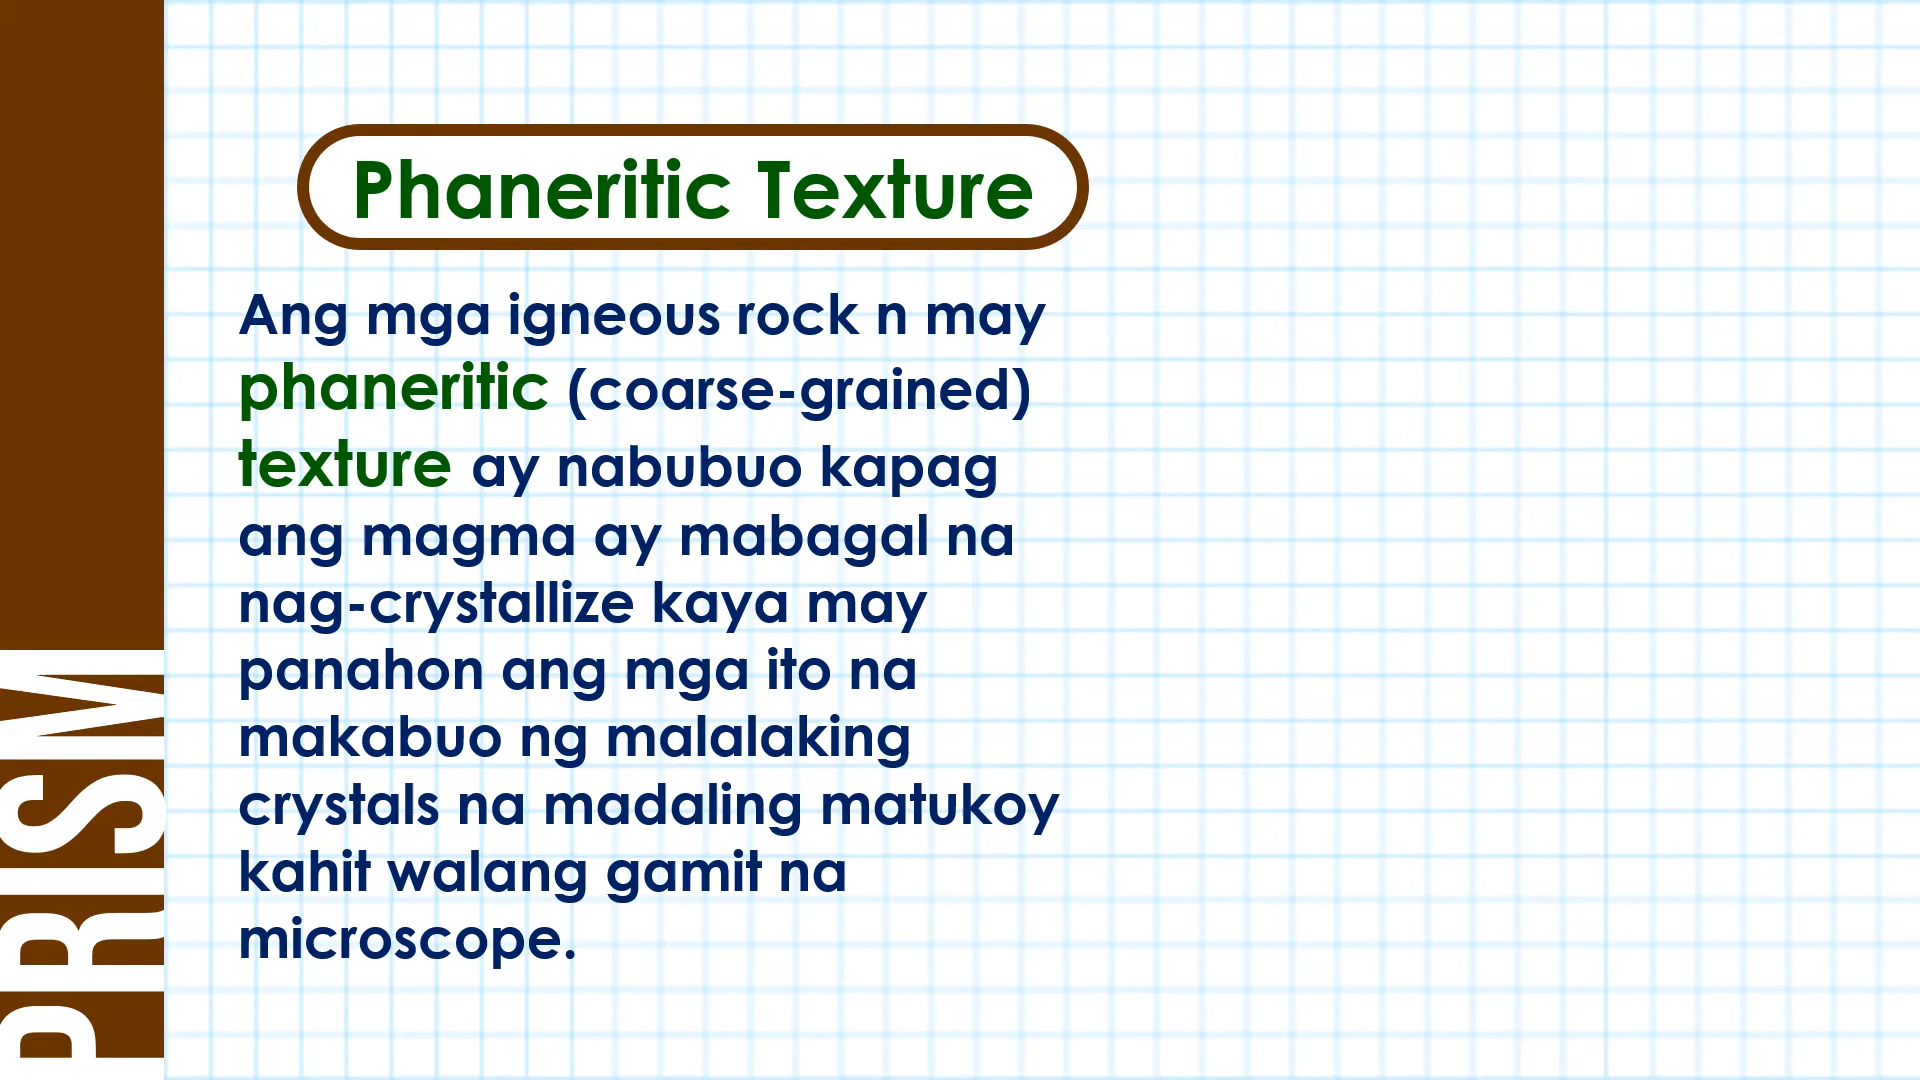 Phaneritic Texture
Ang mga igneous rock n may
phaneritic (coarse-grained)
texture ay nabubuo kapag
ang magma ay mabagal na
nag-crystallize kaya may
panahon ang mga ito na
makabuo ng malalaking
crystals na madaling matukoy
kahit walang gamit na
microscope.
PRISM